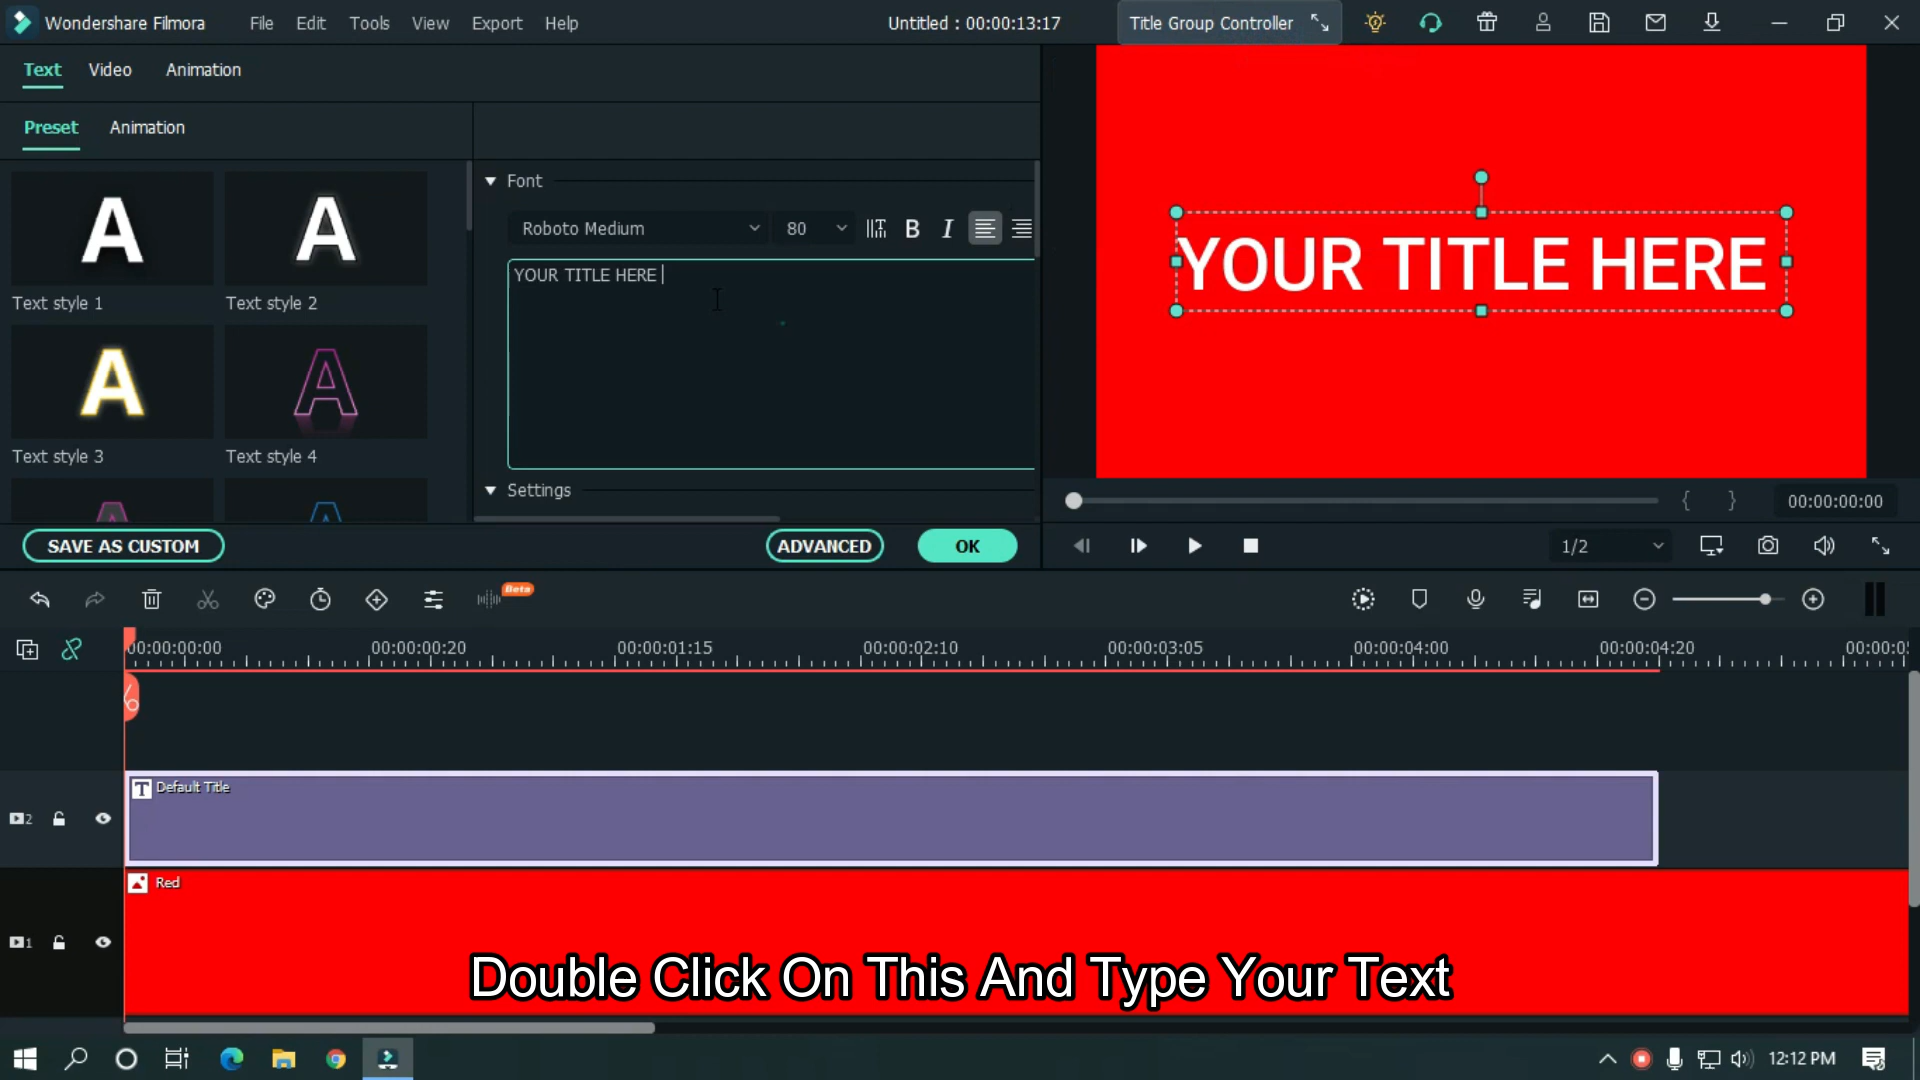 Wondershare Filmora File Edit Tools View Export Help Untitled : 00:00:13:17 Title Group Controller
Text Video Animation
Preset Animation
Font
Roboto Medium 80 B I
YOUR TITLE HERE
YOUR TITLE HERE
Text style 1 Text style 2
Text style 3 Text style 4
Settings
{ } 00:00:00:00
SAVE AS CUSTOM ADVANCED OK
1/2
Beta
00:00:00:00 00:00:00:20 00:00:01:15 00:00:02:10 00:00:03:05 00:00:04:00 00:00:04:20
T Default Title
2
Red
1
Double Click On This And Type Your Text
12:12 PM